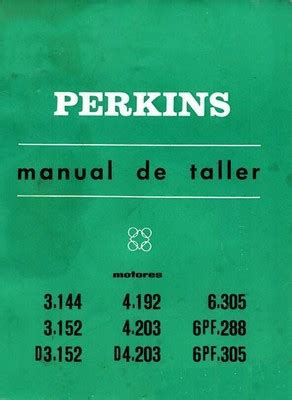 PERKINS
manual de taller
motores
3.144 4.192 6.305
3.152 4.203 6PF.288
D3.152 D4.203 6PF.305